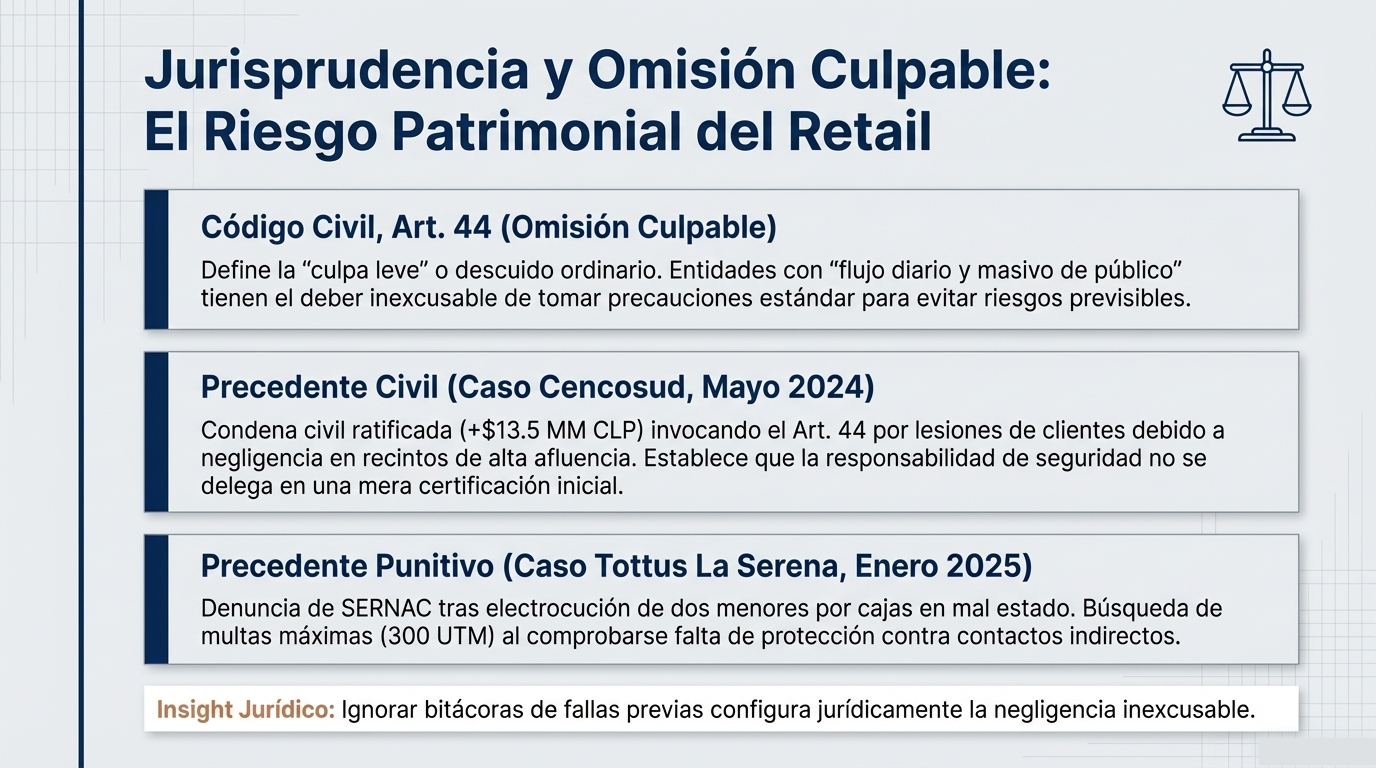 Jurisprudencia y Omisión Culpable:
El Riesgo Patrimonial del Retail
Código Civil, Art. 44 (Omisión Culpable)
Define la “culpa leve” o descuido ordinario. Entidades con “flujo diario y masivo de público”
tienen el deber inexcusable de tomar precauciones estándar para evitar riesgos previsibles.
Precedente Civil (Caso Cencosud, Mayo 2024)
Condena civil ratificada (+$13.5 MM CLP) invocando el Art. 44 por lesiones de clientes debido a
negligencia en recintos de alta afluencia. Establece que la responsabilidad de seguridad no se
delega en una mera certificación inicial.
Precedente Punitivo (Caso Tottus La Serena, Enero 2025)
Denuncia de SERNAC tras electrocución de dos menores por cajas en mal estado. Búsqueda de
multas máximas (300 UTM) al comprobarse falta de protección contra contactos indirectos.
Insight Jurídico: Ignorar bitácoras de fallas previas configura jurídicamente la negligencia inexcusable.